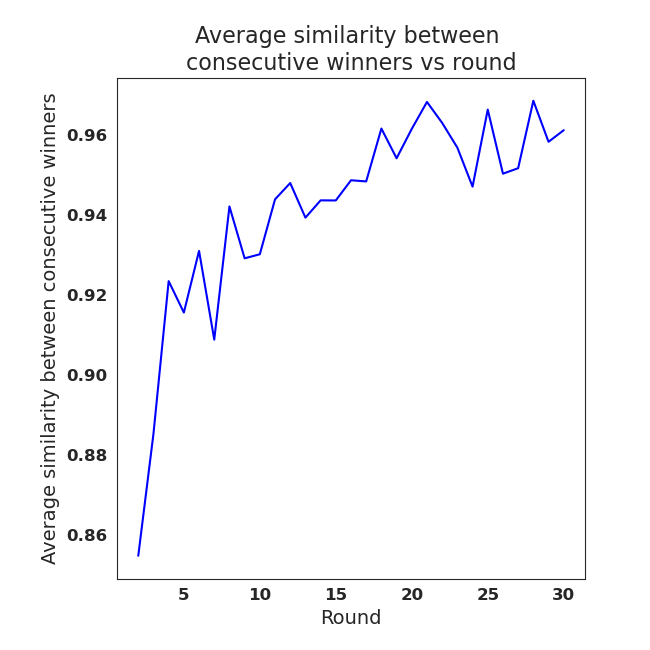 Average similarity between
consecutive winners vs round
Average similarity between consecutive winners
0.96
0.94
0.92
0.90
0.88
0.86
5 10 15 20 25 30
Round